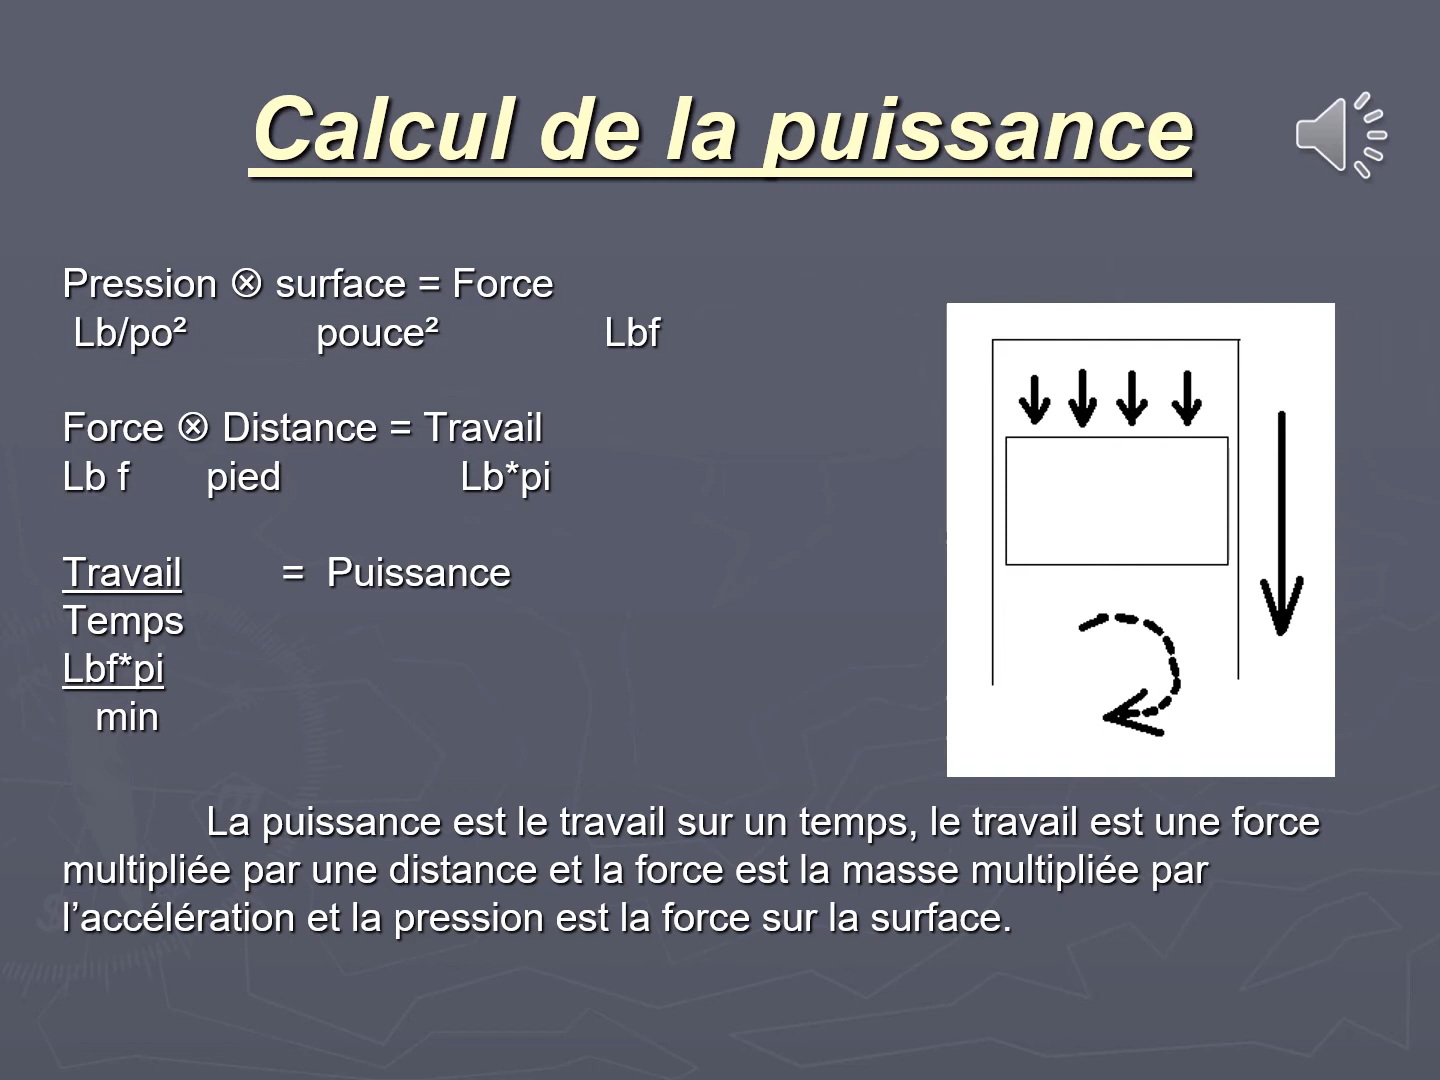 Calcul de la puissance
Pression ⊗ surface = Force
Lb/po² pouce² Lbf
Force ⊗ Distance = Travail
Lb f pied Lb*pi
Travail = Puissance
Temps
Lbf*pi
min
La puissance est le travail sur un temps, le travail est une force
multipliée par une distance et la force est la masse multipliée par
l’accélération et la pression est la force sur la surface.